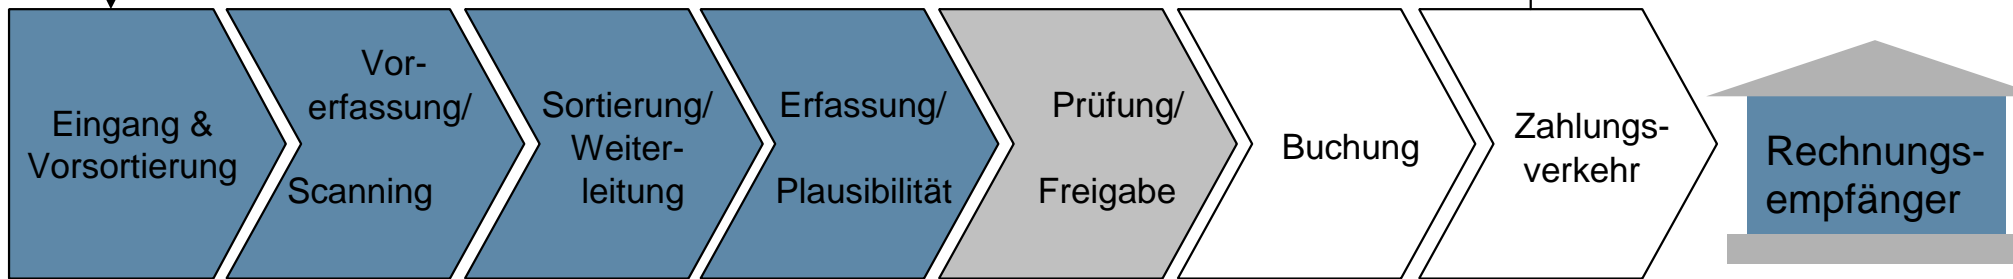 Eingang &
Vorsortierung
Vor-
erfassung/
Scanning
Sortierung/
Weiter-
leitung
Erfassung/
Plausibilität
Prüfung/
Freigabe
Buchung
Zahlungs-
verkehr
Rechnungs-
empfänger